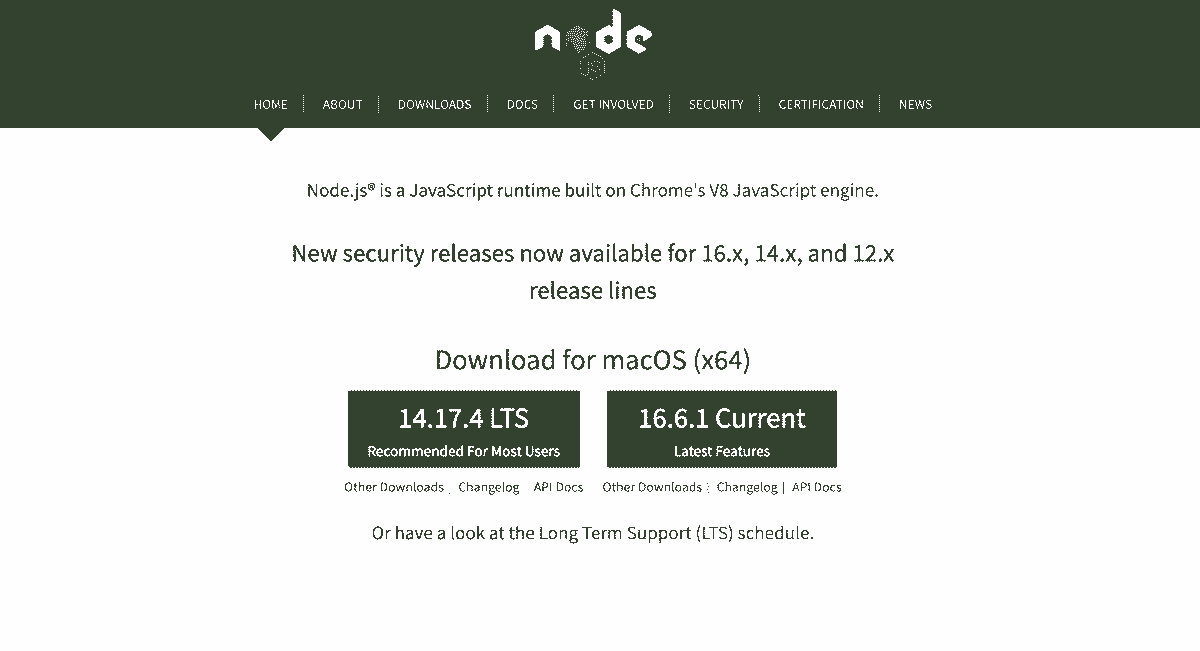 node
JS
HOME ABOUT DOWNLOADS DOCS GET INVOLVED SECURITY CERTIFICATION NEWS
Node.js® is a JavaScript runtime built on Chrome's V8 JavaScript engine.
New security releases now available for 16.x, 14.x, and 12.x
release lines
Download for macOS (x64)
14.17.4 LTS 16.6.1 Current
Recommended For Most Users Latest Features
Other Downloads | Changelog | API Docs Other Downloads | Changelog | API Docs
Or have a look at the Long Term Support (LTS) schedule.